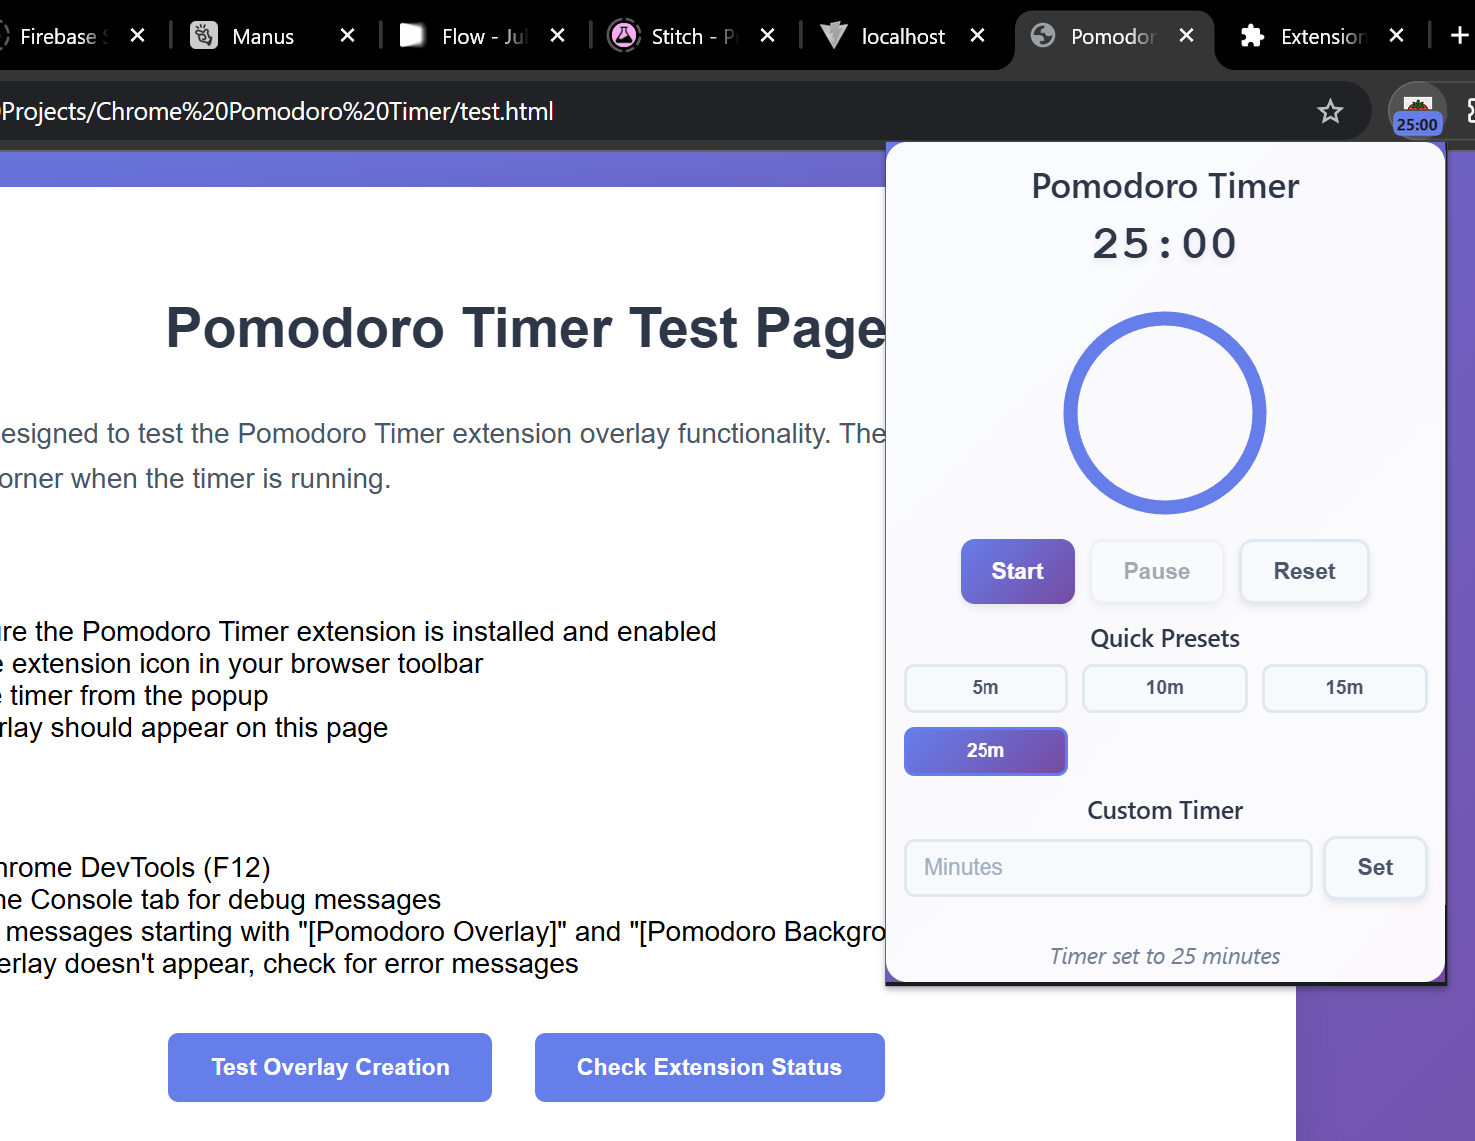 Firebase
Manus
Flow - Jul
Stitch - P
localhost
Pomodor
Extension
Projects/Chrome%20Pomodoro%20Timer/test.html
25:00
Pomodoro Timer
25:00
Start
Pause
Reset
Quick Presets
5m
10m
15m
25m
Custom Timer
Minutes
Set
Timer set to 25 minutes
Pomodoro Timer Test Page
esigned to test the Pomodoro Timer extension overlay functionality. The
orner when the timer is running.
ure the Pomodoro Timer extension is installed and enabled
e extension icon in your browser toolbar
e timer from the popup
rlay should appear on this page
hrome DevTools (F12)
he Console tab for debug messages
messages starting with "[Pomodoro Overlay]" and "[Pomodoro Backgro
erlay doesn't appear, check for error messages
Test Overlay Creation
Check Extension Status